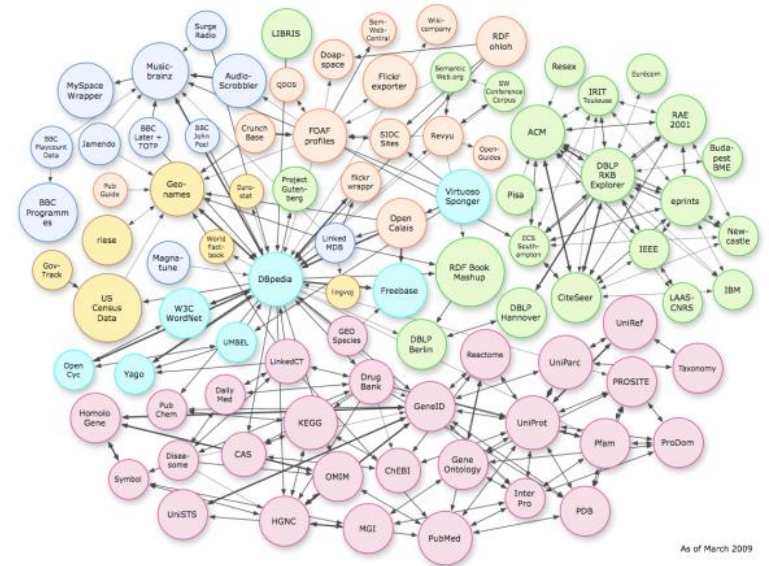 Surge
Radio
LIBRIS
Sem-
Web-
Central
Wiki-
company
RDF
ohloh
Doap-
space
Music-
brainz
Audio-
Scrobbler
MySpace
Wrapper
QDOS
Flickr
exporter
Semantic
Web.org
SW
Conference
Corpus
Resex
IRIT
Toulouse
Eurécom
RAE
2001
ACM
BBC
Playcount
Data
Jamendo
BBC
Later +
TOTP
BBC
John
Peel
Crunch
Base
FOAF
profiles
SIOC
Sites
Revyu
Open-
Guides
DBLP
RKB
Explorer
Buda-
pest
BME
Pub
Guide
Geo-
names
Euro-
stat
Project
Guten-
berg
flickr
wrappr
Virtuoso
Sponger
Pisa
eprints
BBC
Programm
es
riese
World
Fact-
book
Linked
MDB
Open
Calais
ECS
South-
ampton
IEEE
New-
castle
Gov-
Track
Magna-
tune
DBpedia
lingvoj
Freebase
RDF Book
Mashup
CiteSeer
LAAS-
CNRS
IBM
US
Census
Data
W3C
WordNet
UMBEL
GEO
Species
DBLP
Berlin
DBLP
Hannover
UniRef
Open
Cyc
Yago
LinkedCT
Reactome
UniParc
Taxonomy
Daily
Med
Drug
Bank
PROSITE
Homolo
Gene
Pub
Chem
KEGG
GeneID
UniProt
Pfam
ProDom
Disea-
some
CAS
ChEBI
Gene
Ontology
Symbol
OMIM
Inter
Pro
UniSTS
HGNC
MGI
PubMed
PDB
As of March 2009